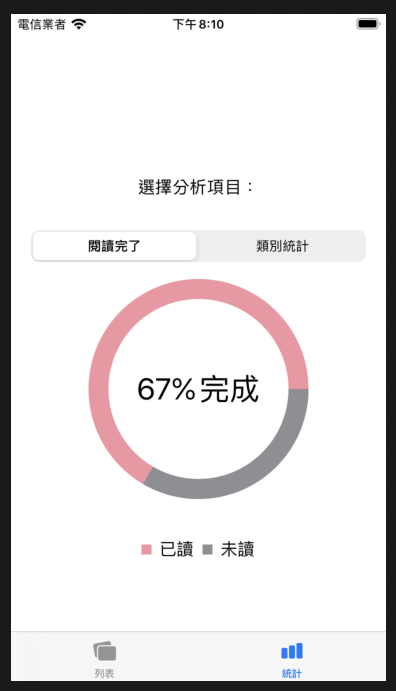 電信業者 下午8:10
選擇分析項目：
閱讀完了 類別統計
67%完成
已讀 未讀
列表 統計